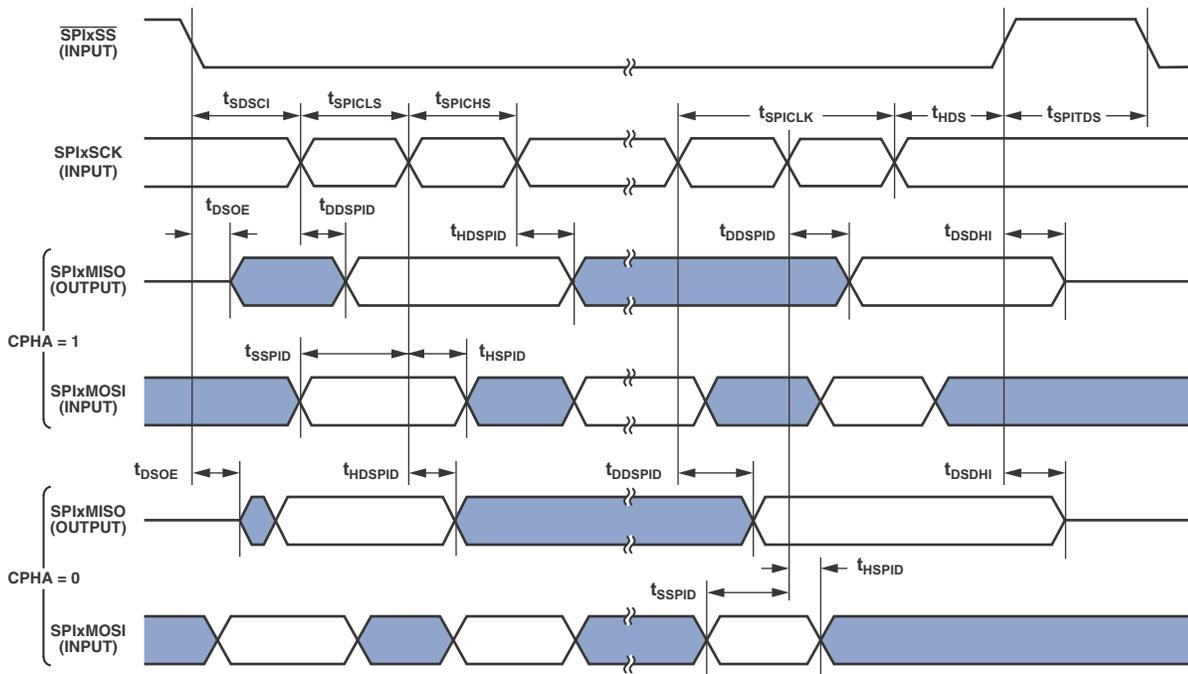 SPIxSS
(INPUT)
tSDSCI tSPICLS tSPICHS tSPICLK tHDS tSPITDS
SPIxSCK
(INPUT)
tDSOE tDDSPID tHDSPID tDDSPID tDSDHI
SPIxMISO
(OUTPUT)
CPHA = 1
tSSPID tHSPID
SPIxMOSI
(INPUT)
tDSOE tHDSPID tDDSPID tDSDHI
SPIxMISO
(OUTPUT)
CPHA = 0
tHSPID
tSSPID
SPIxMOSI
(INPUT)